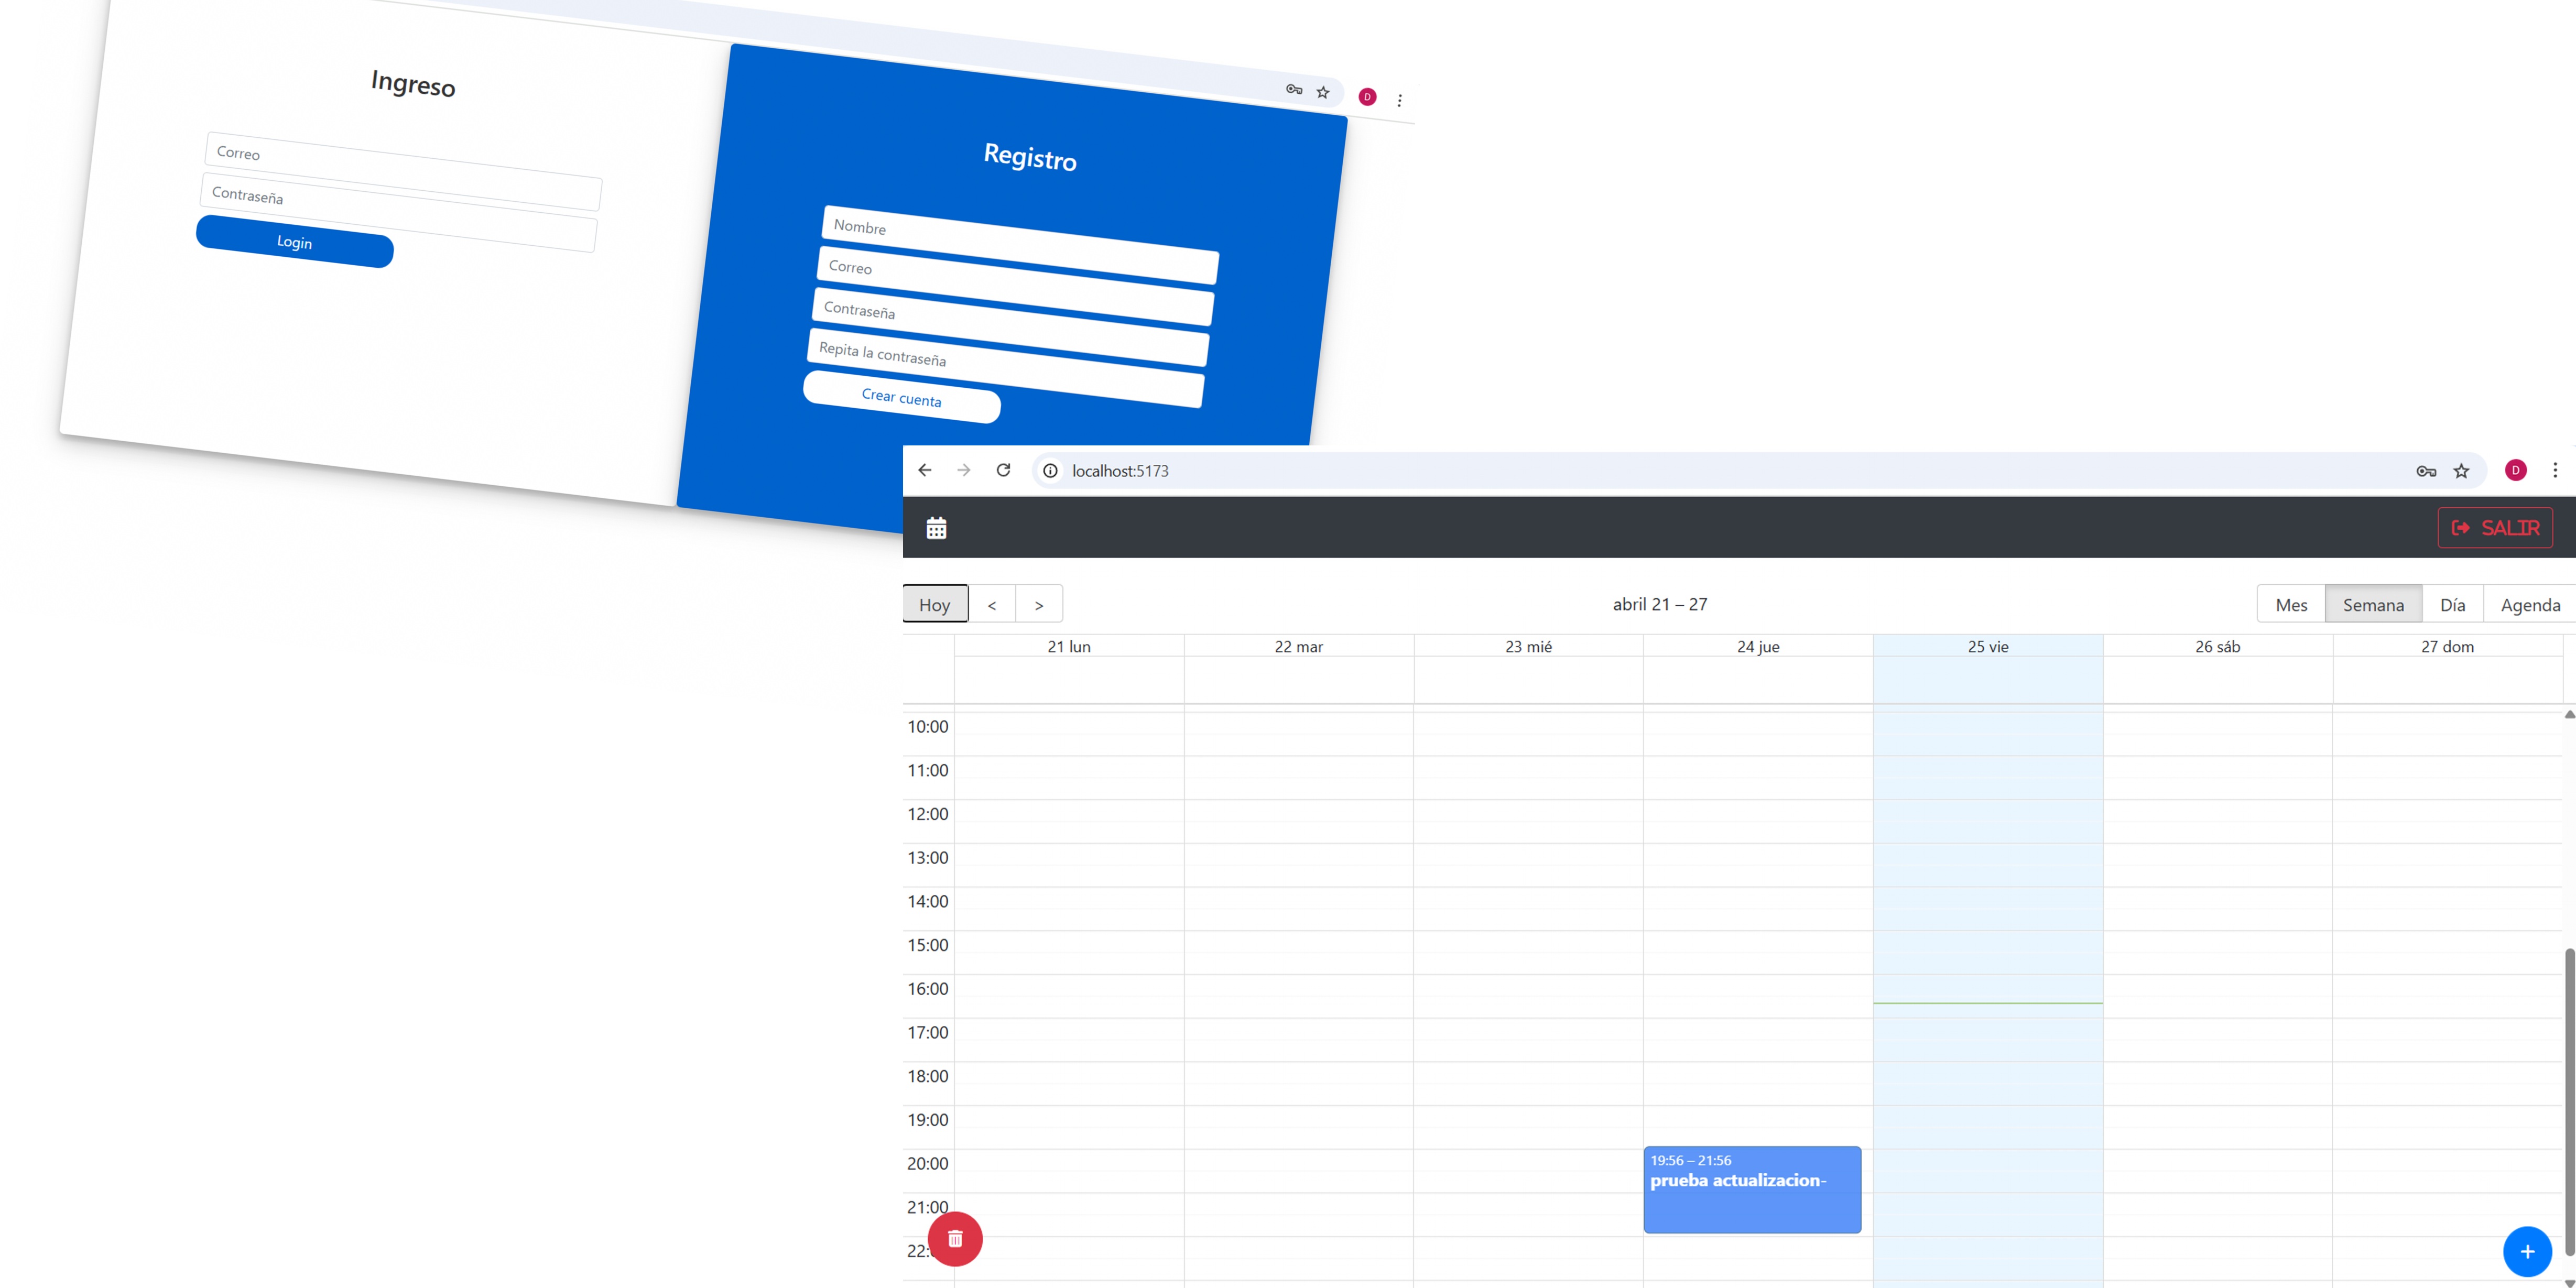 Ingreso
Correo
Contraseña
Login
D
Registro
Nombre
Correo
Contraseña
Repita la contraseña
Crear cuenta
localhost:5173
D
SALIR
Hoy < >
abril 21 – 27
Mes Semana Día Agenda
21 lun 22 mar 23 mié 24 jue 25 vie 26 sáb 27 dom
10:00
11:00
12:00
13:00
14:00
15:00
16:00
17:00
18:00
19:00
20:00
19:56 – 21:56
prueba actualizacion-
21:00
22:
+